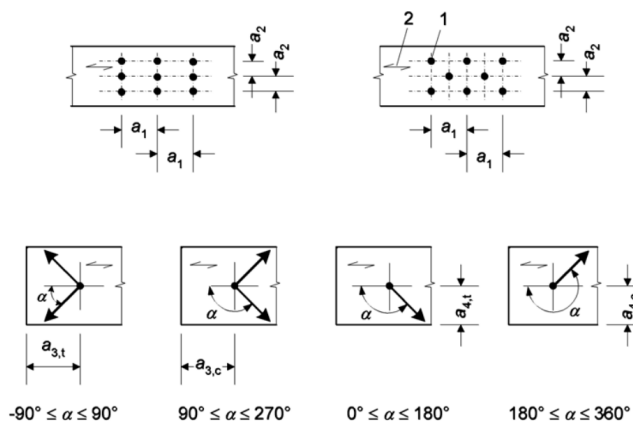 2 1
a₂
a₂
a₂
a₂
a₁
a₁
a₁
a₁
α
α
α
α
a₄,t
a₃,t
a₃,c
-90° ≤ α ≤ 90°
90° ≤ α ≤ 270°
0° ≤ α ≤ 180°
180° ≤ α ≤ 360°